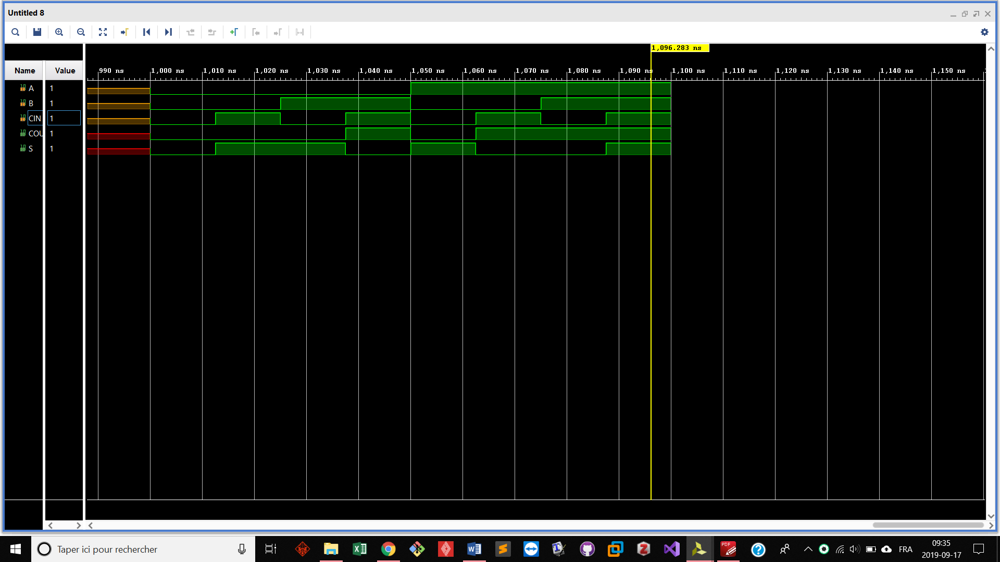 Untitled 8
1,096.283 ns
Name Value 990 ns 1,000 ns 1,010 ns 1,020 ns 1,030 ns 1,040 ns 1,050 ns 1,060 ns 1,070 ns 1,080 ns 1,090 ns 1,100 ns 1,110 ns 1,120 ns 1,130 ns 1,140 ns 1,150 ns
A 1
B 1
CIN 1
COU 1
S 1
Taper ici pour rechercher
PDF
FRA
09:35
2019-09-17